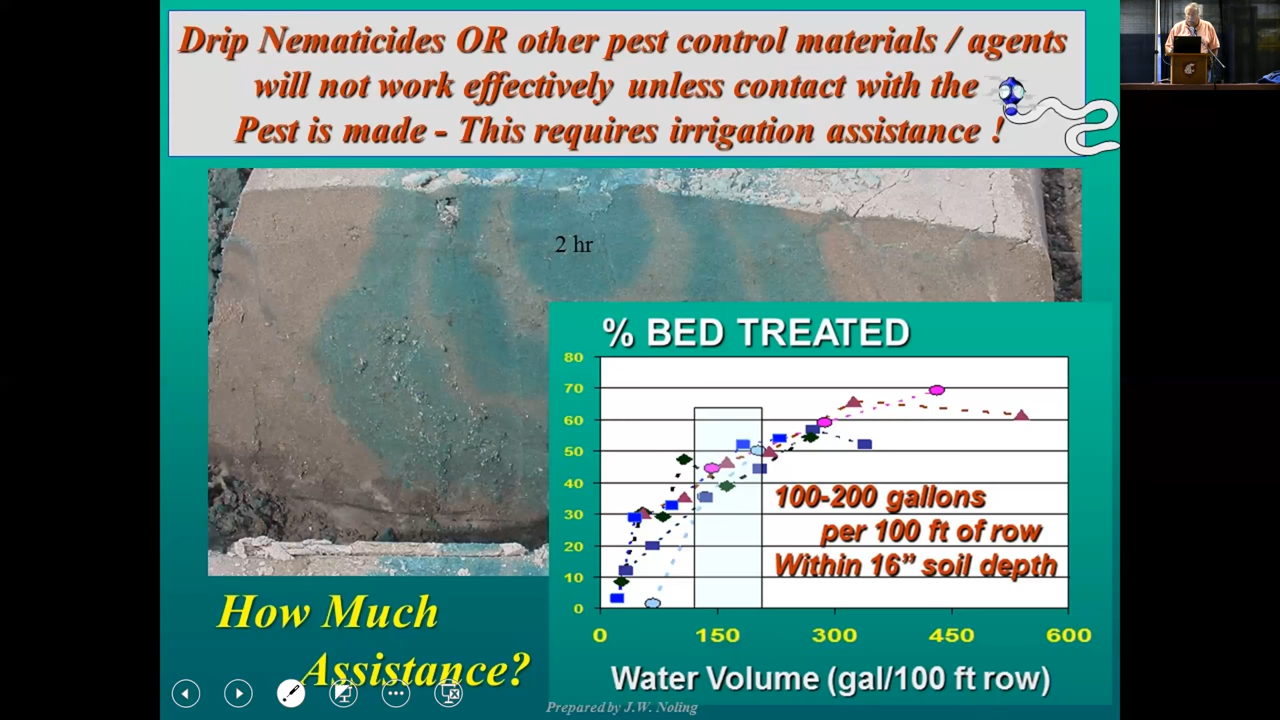 Drip Nematicides OR other pest control materials / agents
will not work effectively unless contact with the
Pest is made - This requires irrigation assistance !
2 hr
% BED TREATED
80
70
60
50
40
30
20
10
0
0 150 300 450 600
100-200 gallons
per 100 ft of row
Within 16” soil depth
Water Volume (gal/100 ft row)
How Much
Assistance?
Prepared by J.W. Noling